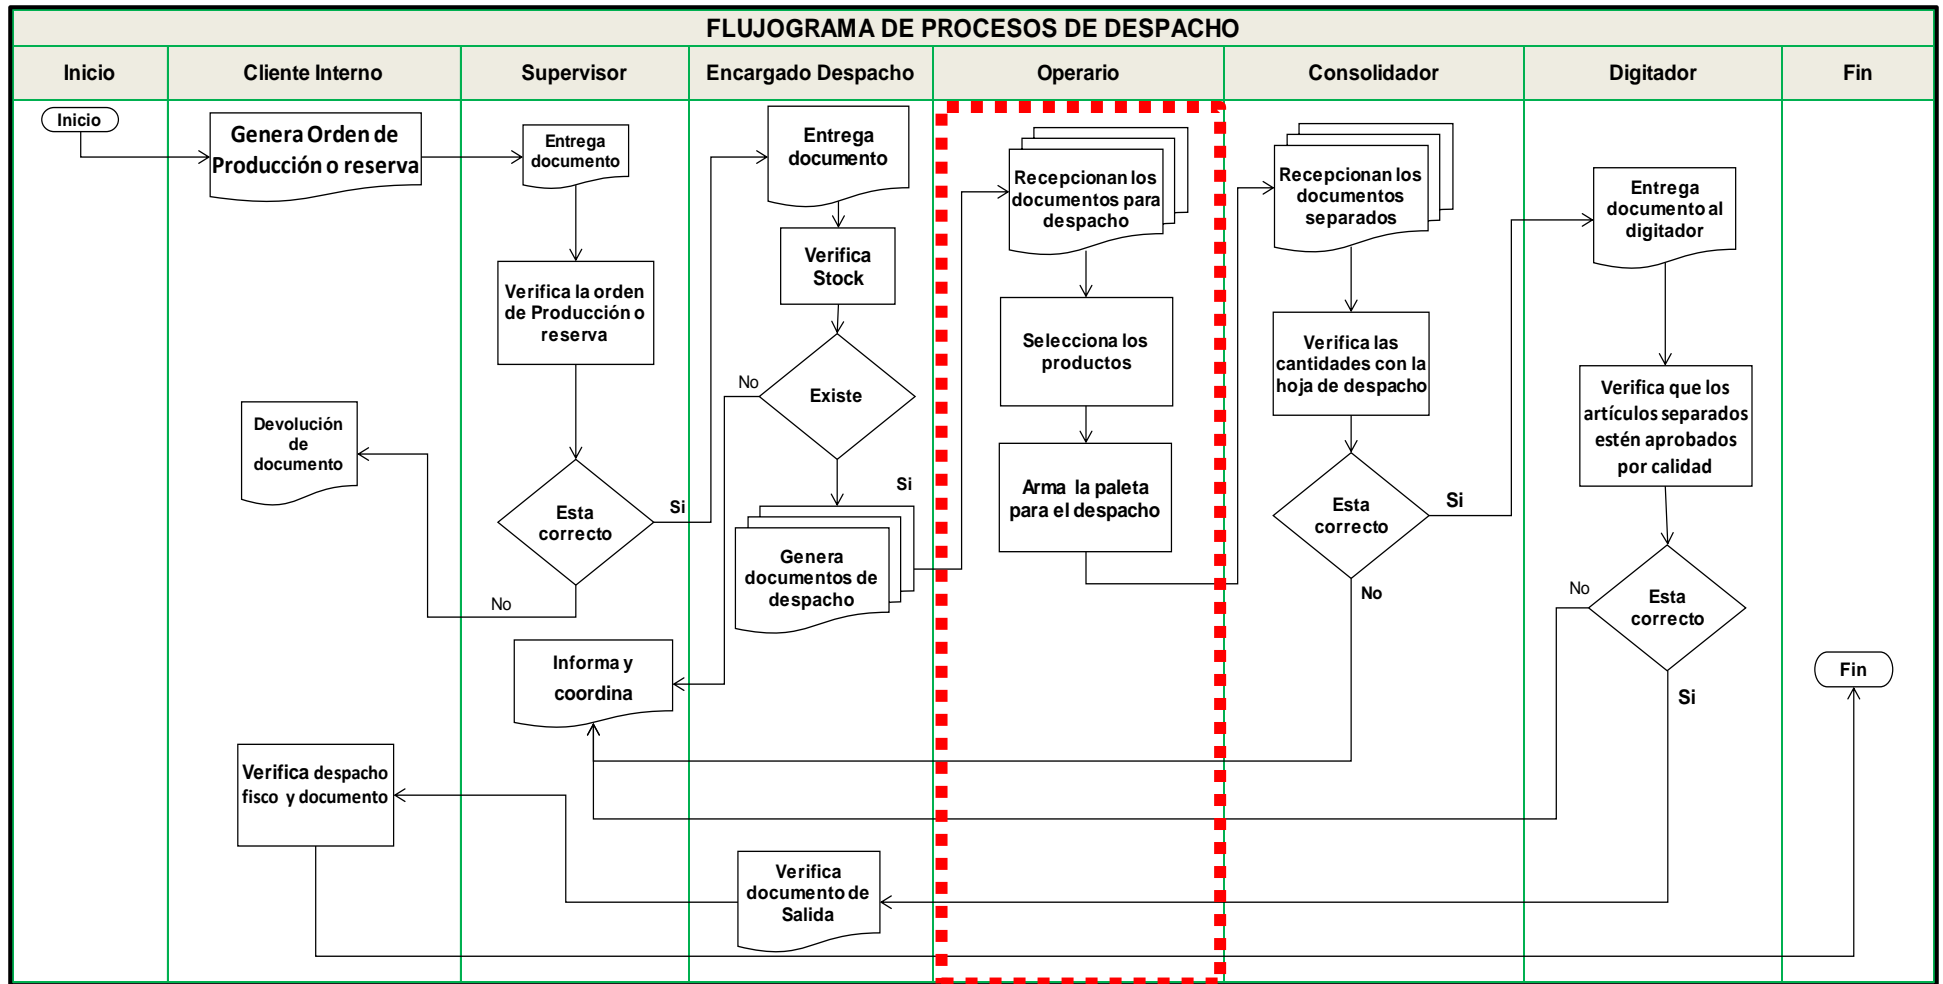 FLUJOGRAMA DE PROCESOS DE DESPACHO
Inicio
Cliente Interno
Supervisor
Encargado Despacho
Operario
Consolidador
Digitador
Fin
Inicio
Genera Orden de
Producción o reserva
Devolución
de
documento
Verifica despacho
fisco y documento
Entrega
documento
Verifica la orden
de Producción o
reserva
Esta
correcto
Si
No
Informa y
coordina
Entrega
documento
Verifica
Stock
No
Existe
Si
Genera
documentos de
despacho
Verifica
documento de
Salida
Recepcionan los
documentos para
despacho
Selecciona los
productos
Arma la paleta
para el despacho
Recepcionan los
documentos
separados
Verifica las
cantidades con la
hoja de despacho
Esta
correcto
Si
No
Entrega
documento al
digitador
Verifica que los
artículos separados
estén aprobados
por calidad
No
Esta
correcto
Si
Fin